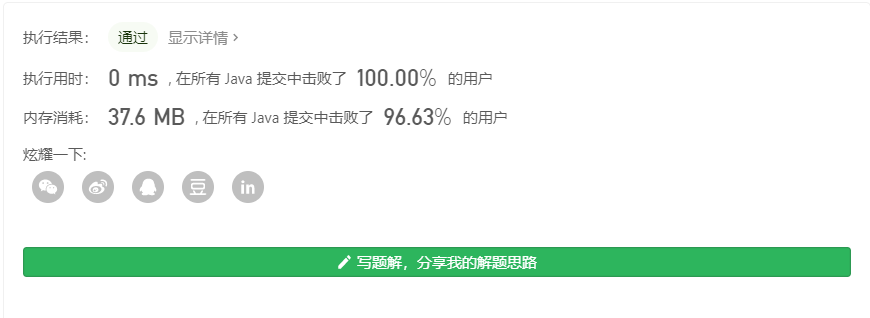 执行结果： 通过 显示详情 ›
执行用时： 0 ms , 在所有 Java 提交中击败了 100.00% 的用户
内存消耗： 37.6 MB , 在所有 Java 提交中击败了 96.63% 的用户
炫耀一下:
豆 in
写题解，分享我的解题思路